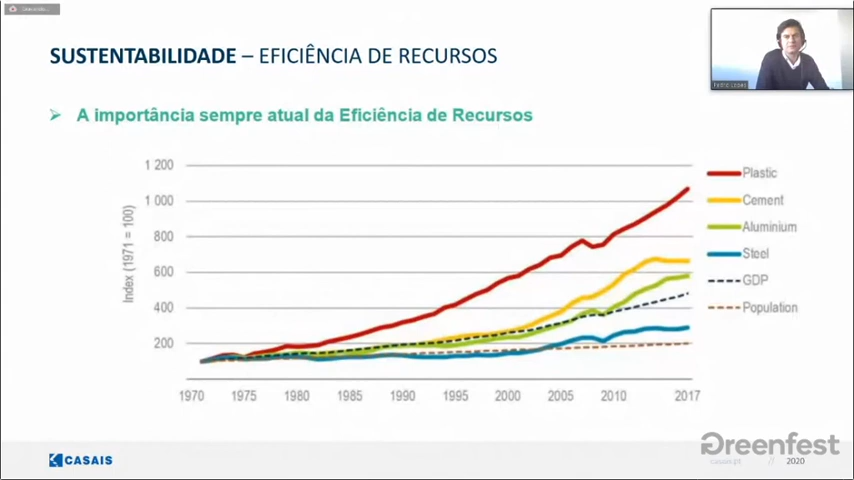 SUSTENTABILIDADE – EFICIÊNCIA DE RECURSOS
A importância sempre atual da Eficiência de Recursos
1 200
1 000
800
600
400
200
Index (1971 = 100)
1970 1975 1980 1985 1990 1995 2000 2005 2010 2017
Plastic
Cement
Aluminium
Steel
GDP
Population
CASAIS
Greenfest
casais.pt // 2020